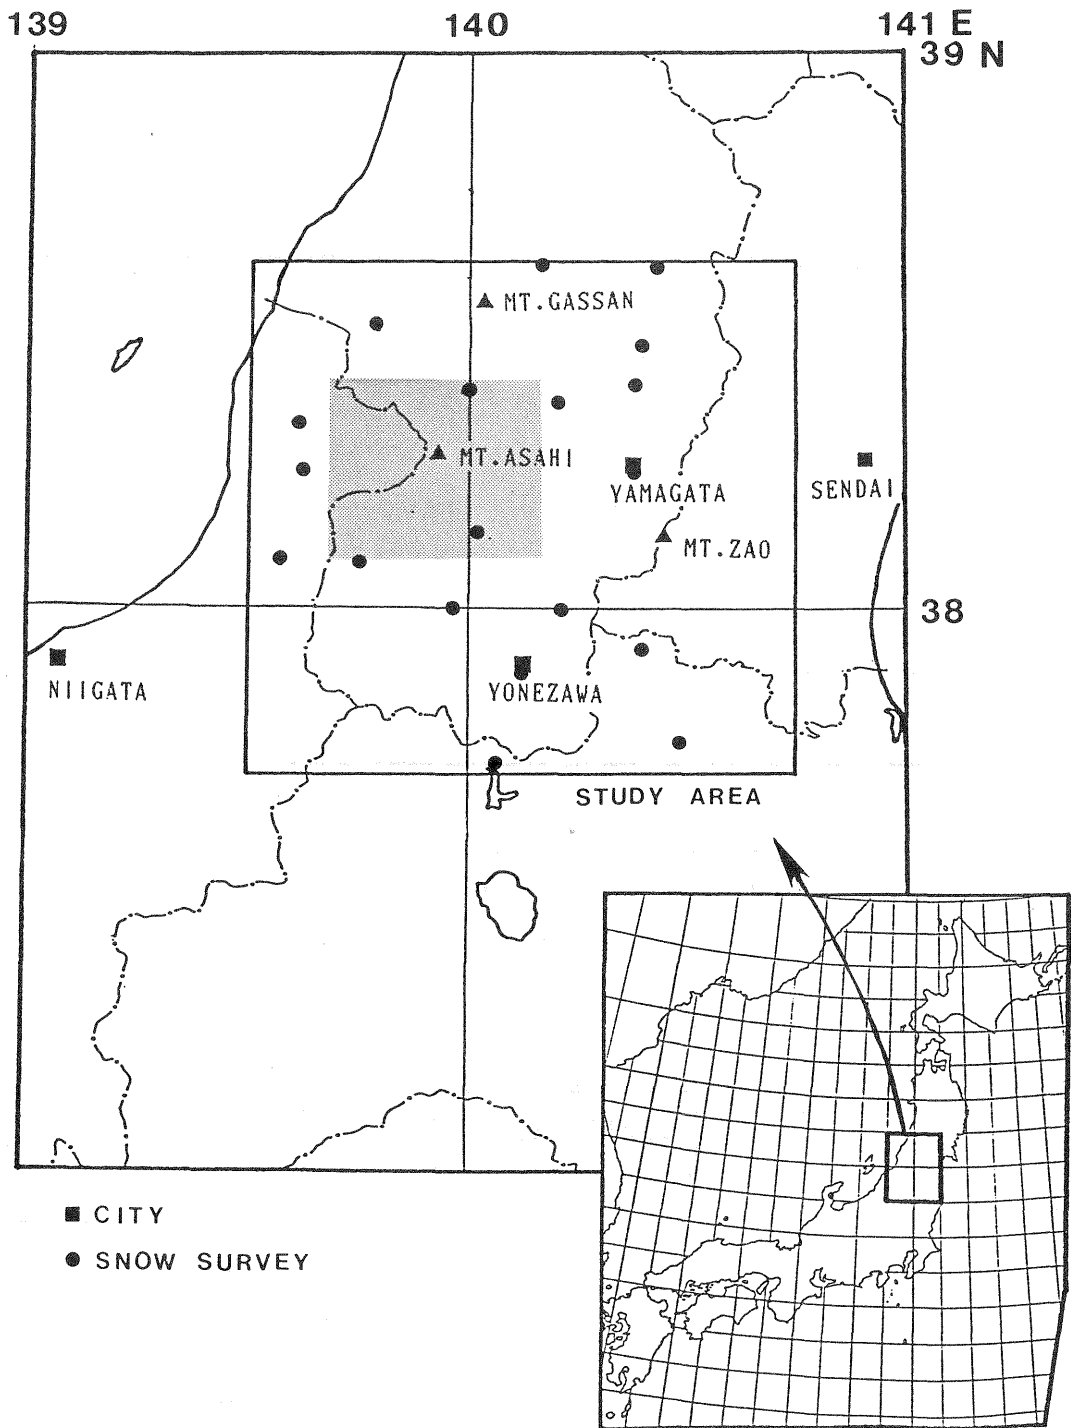 139 140 141 E
39 N
MT.GASSAN
MT.ASAHI
YAMAGATA
SENDAI
MT.ZAO
38
NIIGATA
YONEZAWA
STUDY AREA
CITY
SNOW SURVEY